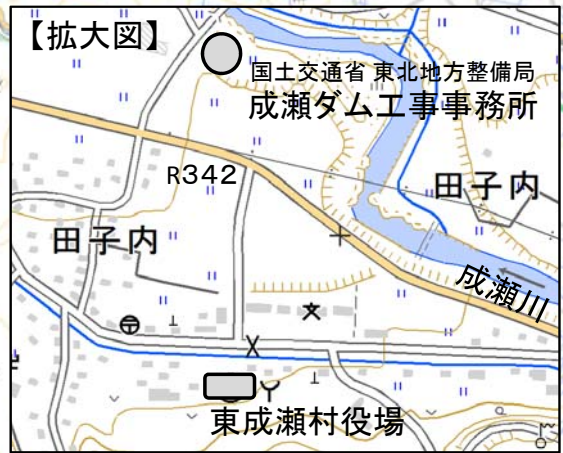 【拡大図】
国土交通省 東北地方整備局
成瀬ダム工事事務所
R342
田子内
田子内
成瀬川
東成瀬村役場